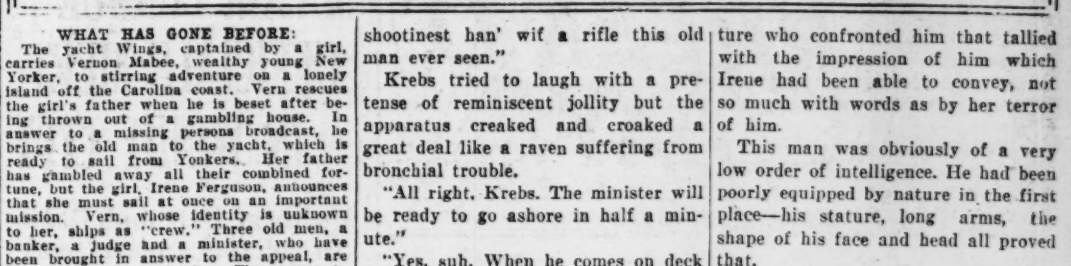 WHAT HAS GONE BEFORE:
The yacht Wings, captained by a girl,
carries Vernon Mabee, wealthy young New
Yorker, to stirring adventure on a lonely
island off the Carolina coast. Vern rescues
the girl's father when he is beset after be-
ing thrown out of a gambling house. In
answer to a missing persons broadcast, he
brings the old man to the yacht, which is
ready to sail from Yonkers. Her father
has gambled away all their combined for-
tune, but the girl, Irene Ferguson, announces
that she must sail at once on an important
mission. Vern, whose identity is unknown
to her, ships as "crew." Three old men, a
banker, a judge and a minister, who have
been brought in answer to the appeal, are
shootinest han' wif a rifle this old
man ever seen."
Krebs tried to laugh with a pre-
tense of reminiscent jollity but the
apparatus creaked and croaked a
great deal like a raven suffering from
bronchial trouble.
"All right, Krebs. The minister will
be ready to go ashore in half a min-
ute."
"Yes, suh. When he comes on deck
ture who confronted him that tallied
with the impression of him which
Irene had been able to convey, not
so much with words as by her terror
of him.
This man was obviously of a very
low order of intelligence. He had been
poorly equipped by nature in the first
place—his stature, long arms, the
shape of his face and head all proved
that.